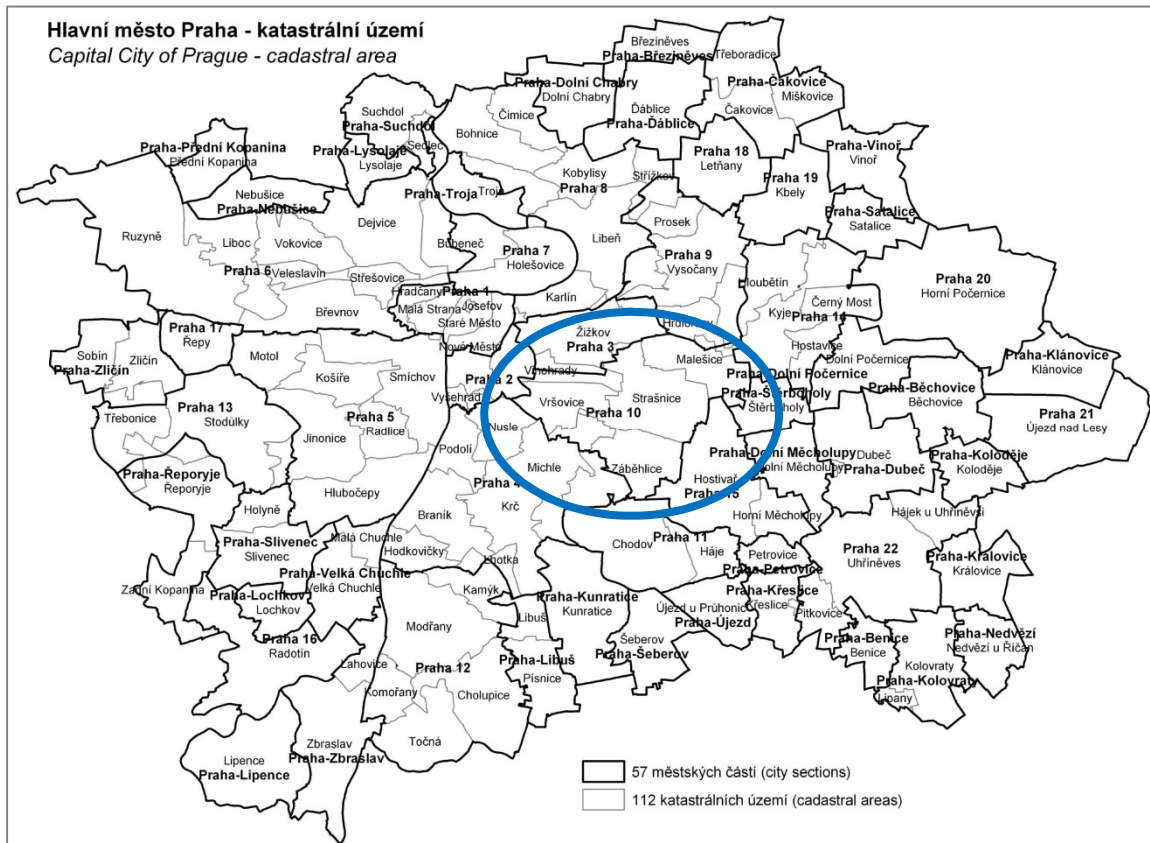 Hlavní město Praha - katastrální území
Capital City of Prague - cadastral area
Březiněves
Praha-Březiněves
Třeboradice
Praha-Dolní Chabry
Dolní Chabry
Praha-Čakovice
Čakovice
Miškovice
Ďáblice
Praha-Ďáblice
Suchdol
Praha-Suchdol
Sedlec
Čimice
Bohnice
Praha-Přední Kopanina
Přední Kopanina
Praha-Lysolaje
Lysolaje
Praha 18
Letňany
Praha-Vinoř
Vinoř
Kobylisy
Praha 8
Střížkov
Praha 19
Kbely
Nebušice
Praha-Nebušice
Praha-Troja
Troja
Dejvice
Praha-Satalice
Satalice
Prosek
Ruzyně
Liboc
Vokovice
Bubeneč
Praha 7
Holešovice
Libeň
Praha 9
Vysočany
Praha 6
Veleslavín
Střešovice
Hloubětín
Praha 20
Horní Počernice
Hradčany
Praha 1
Josefov
Malá Strana
Staré Město
Karlín
Břevnov
Černý Most
Kyje
Praha 14
Hrdlořezy
Hostavice
Praha 17
Řepy
Žižkov
Praha 3
Nové Město
Sobín
Zličín
Praha-Zličín
Motol
Košíře
Smíchov
Malešice
Dolní Počernice
Praha-Dolní Počernice
Praha-Klánovice
Klánovice
Praha 2
Vinohrady
Vyšehrad
Strašnice
Praha-Štěrboholy
Štěrboholy
Praha-Běchovice
Běchovice
Třebonice
Praha 13
Stodůlky
Praha 5
Radlice
Vršovice
Praha 10
Praha 21
Újezd nad Lesy
Jinonice
Nusle
Podolí
Praha-Dolní Měcholupy
Dolní Měcholupy
Dubeč
Praha-Dubeč
Praha-Koloděje
Koloděje
Praha-Řeporyje
Řeporyje
Michle
Záběhlice
Hostivař
Praha 15
Praha 4
Hlubočepy
Krč
Holyně
Braník
Horní Měcholupy
Hájek u Uhříněvsi
Praha-Slivenec
Slivenec
Malá Chuchle
Hodkovičky
Praha 11
Chodov
Háje
Petrovice
Praha-Petrovice
Praha 22
Uhříněves
Praha-Královice
Královice
Zadní Kopanina
Praha-Velká Chuchle
Velká Chuchle
Lhotka
Kamýk
Praha-Lochkov
Lochkov
Praha-Kunratice
Kunratice
Praha-Křeslice
Křeslice
Újezd u Průhonic
Praha-Újezd
Pitkovice
Modřany
Libuš
Praha 16
Radotín
Šeberov
Praha-Šeberov
Praha-Benice
Benice
Praha-Nedvězí
Nedvězí u Říčan
Lahovice
Praha 12
Praha-Libuš
Písnice
Kolovraty
Praha-Kolovraty
Lipany
Komořany
Cholupice
Točná
Zbraslav
Praha-Zbraslav
Lipence
Praha-Lipence
57 městských částí (city sections)
112 katastrálních území (cadastral areas)